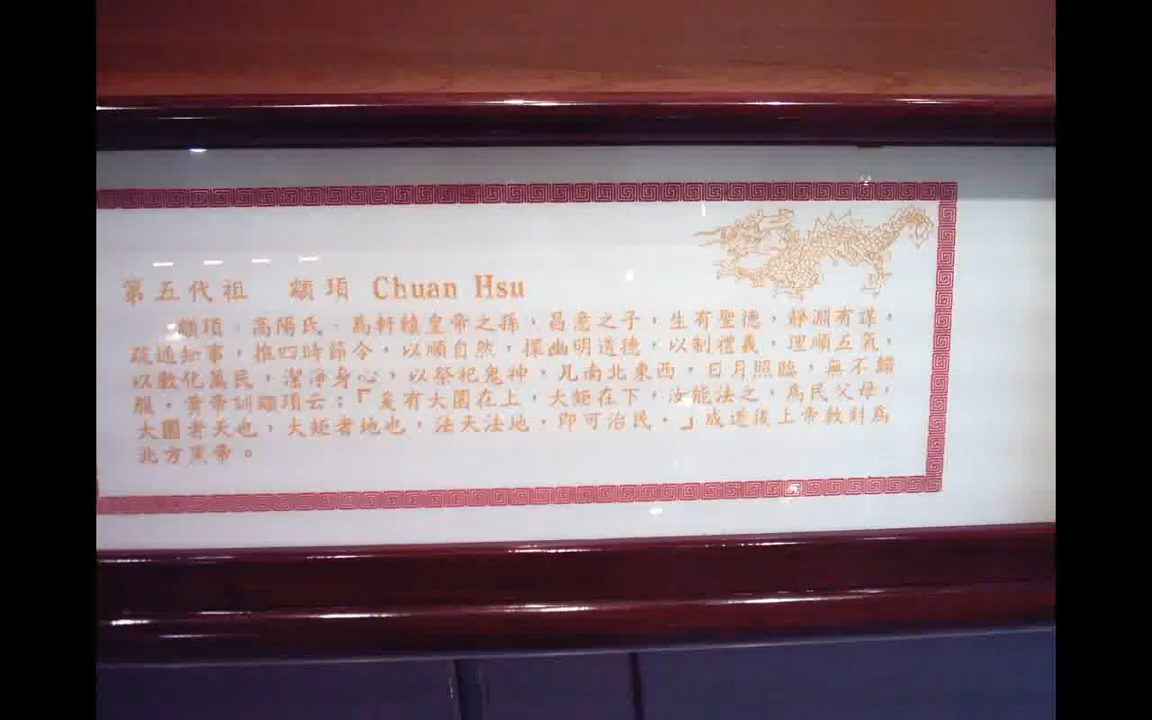 第五代祖 顓頊 Chuan Hsu
顓頊，高陽氏，為軒轅皇帝之孫，昌意之子，生有聖德，靜淵有謀，
疏通知事，推四時節令，以順自然，探幽明道德，以制禮義，理順五氣，
以教化萬民，潔淨身心，以祭祀鬼神，凡南北東西，日月照臨，無不歸
服，黃帝訓顓頊云：「爰有大圜在上，大矩在下，汝能法之，為民父母，
大圜者天也，大矩者地也，法天法地，即可治民。」成道後上帝敕封為
北方黑帝。